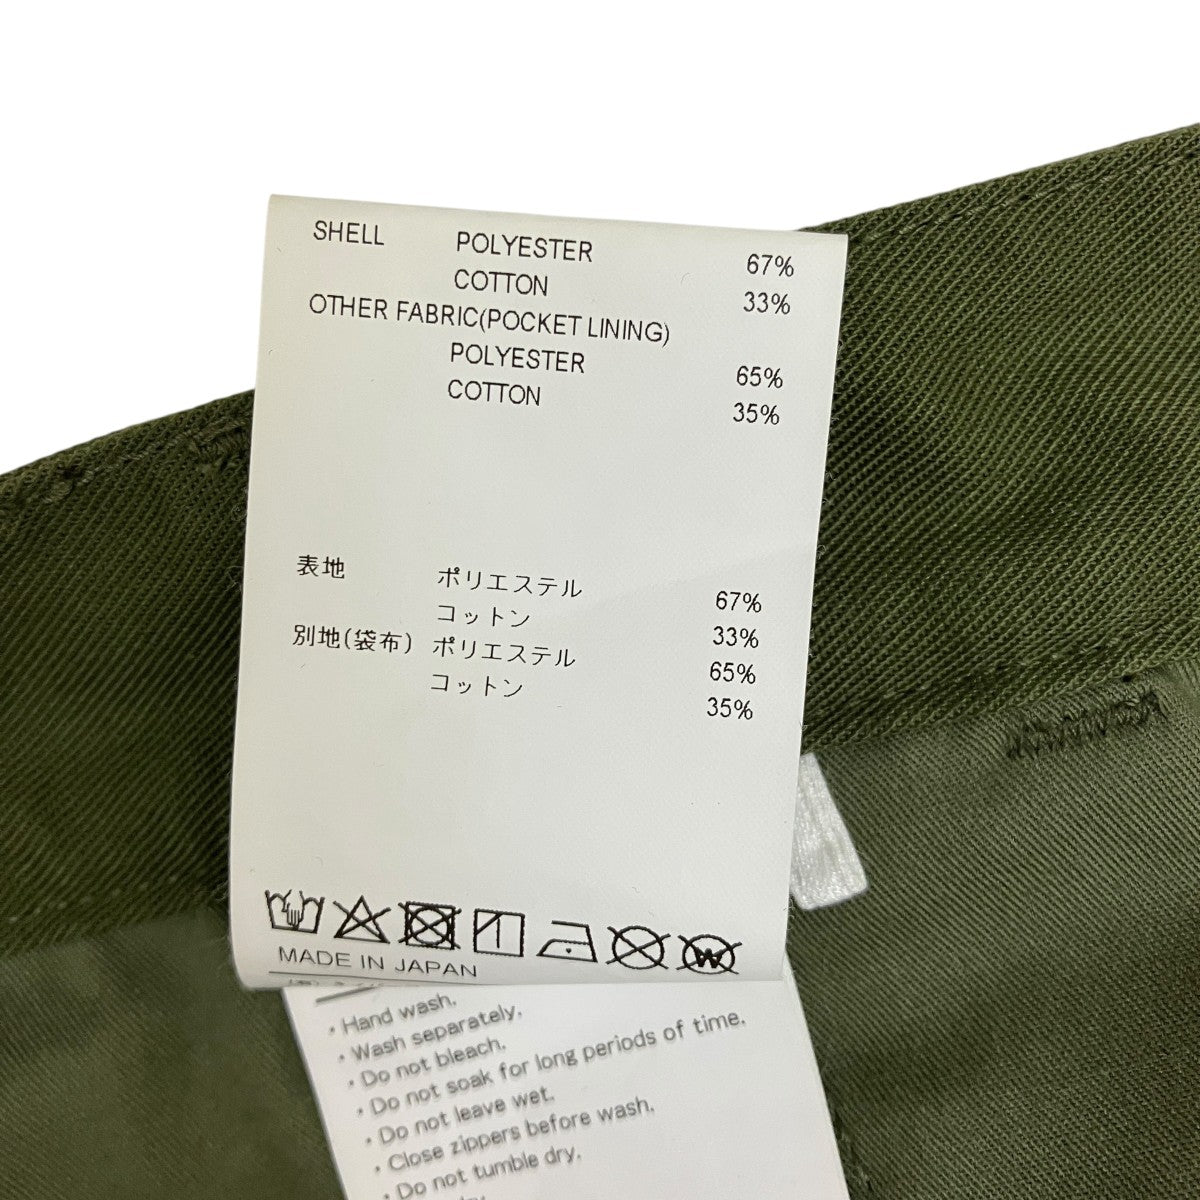 SHELL POLYESTER 67%
COTTON 33%
OTHER FABRIC(POCKET LINING)
POLYESTER 65%
COTTON 35%
表地 ポリエステル 67%
コットン 33%
別地(袋布) ポリエステル 65%
コットン 35%
MADE IN JAPAN
・Hand wash.
・Wash separately.
・Do not bleach.
・Do not soak for long periods of time.
・Do not leave wet.
・Close zippers before wash.
・Do not tumble dry.